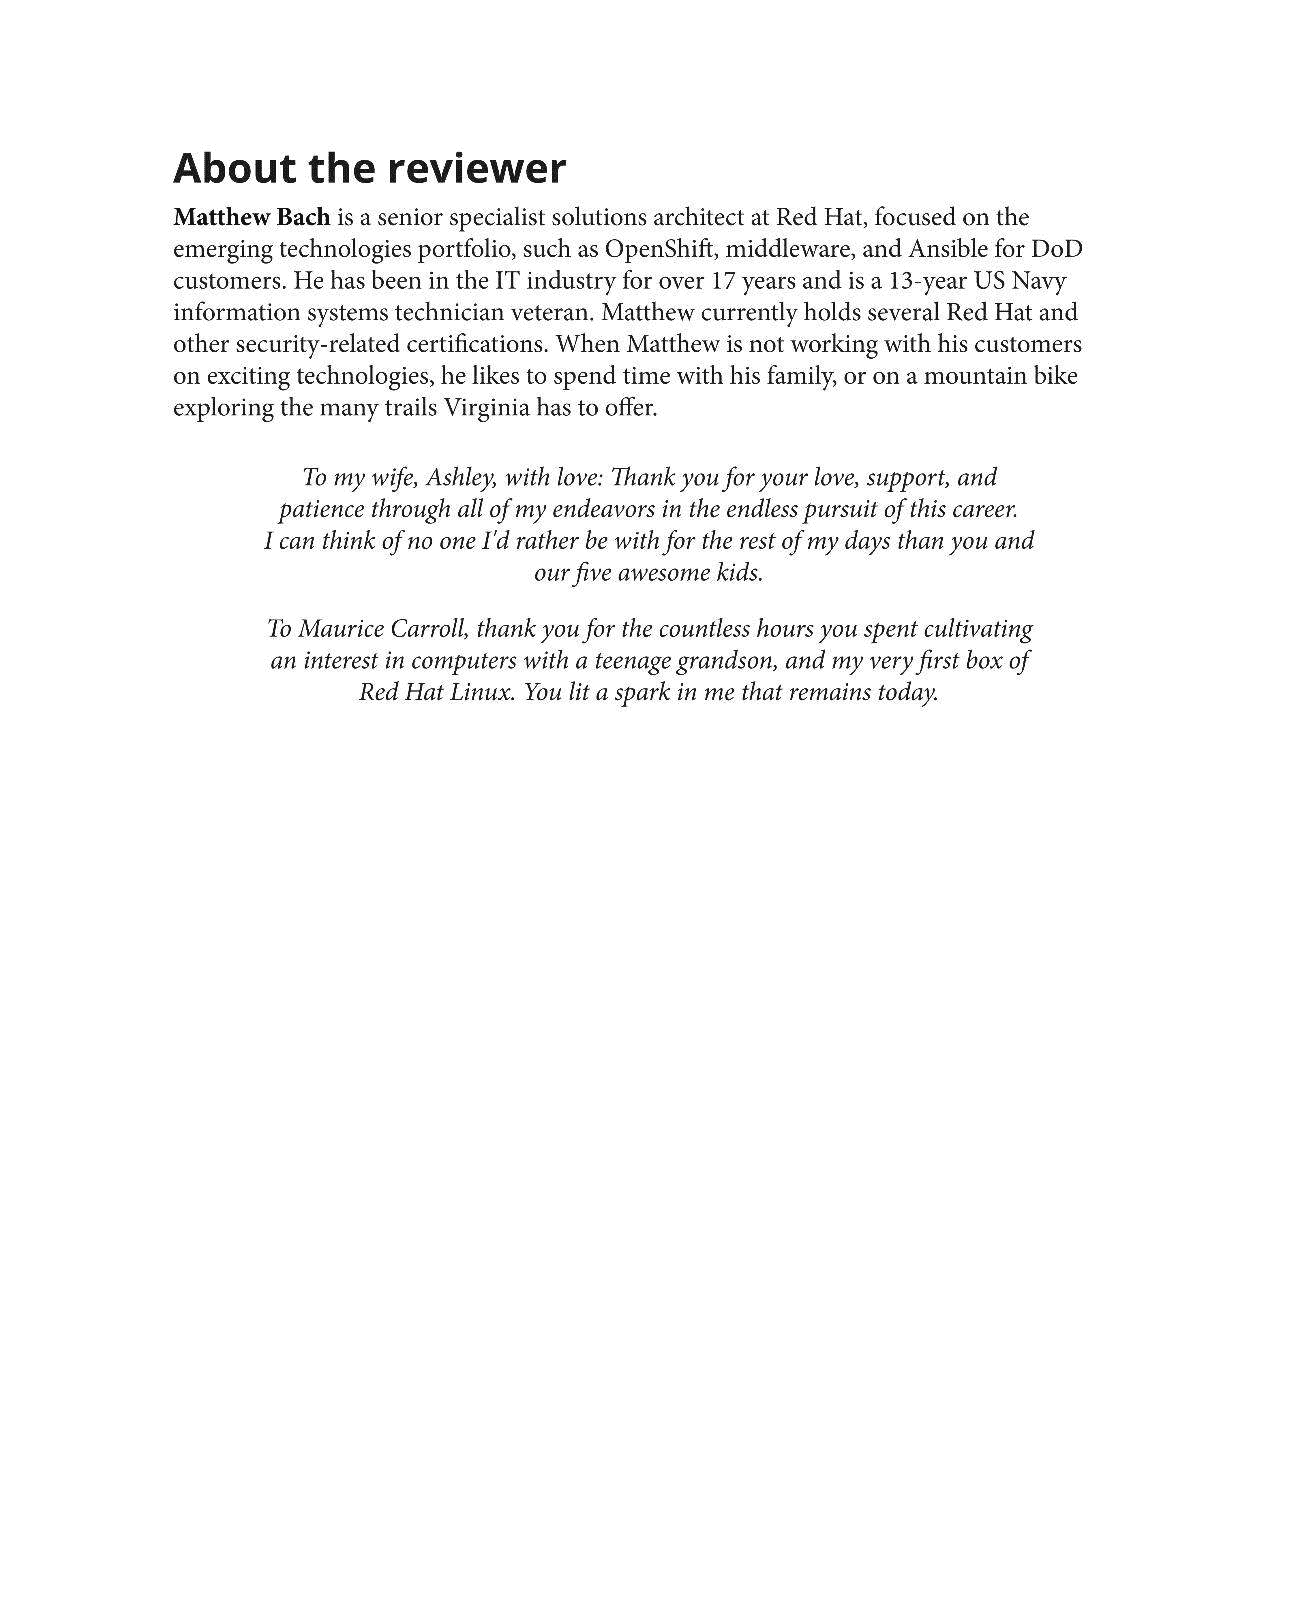 About the reviewer
Matthew Bach is a senior specialist solutions architect at Red Hat, focused on the
emerging technologies portfolio, such as OpenShift, middleware, and Ansible for DoD
customers. He has been in the IT industry for over 17 years and is a 13-year US Navy
information systems technician veteran. Matthew currently holds several Red Hat and
other security-related certifications. When Matthew is not working with his customers
on exciting technologies, he likes to spend time with his family, or on a mountain bike
exploring the many trails Virginia has to offer.
To my wife, Ashley, with love: Thank you for your love, support, and
patience through all of my endeavors in the endless pursuit of this career.
I can think of no one I'd rather be with for the rest of my days than you and
our five awesome kids.
To Maurice Carroll, thank you for the countless hours you spent cultivating
an interest in computers with a teenage grandson, and my very first box of
Red Hat Linux. You lit a spark in me that remains today.